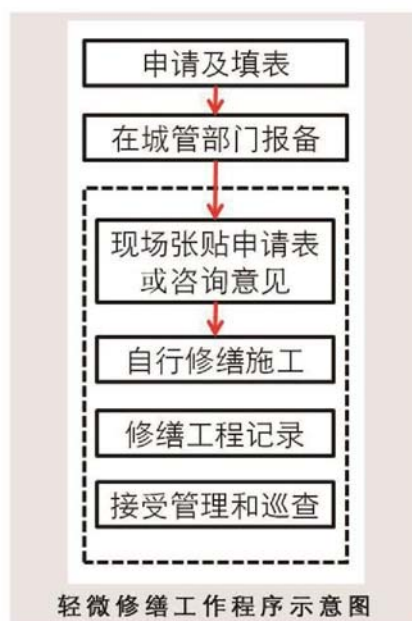 申请及填表
在城管部门报备
现场张贴申请表
或咨询意见
自行修缮施工
修缮工程记录
接受管理和巡查
轻微修缮工作程序示意图